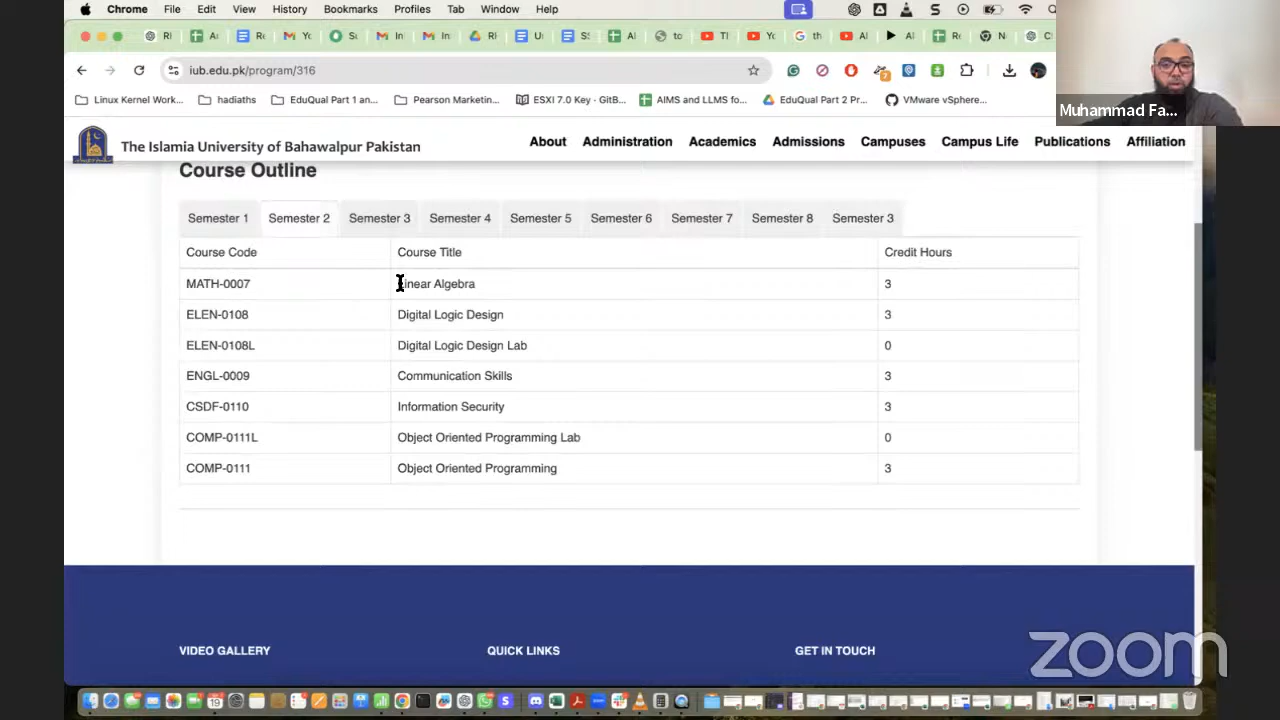 Chrome File Edit View History Bookmarks Profiles Tab Window Help
iub.edu.pk/program/316
Linux Kernel Work... hadiaths EduQual Part 1 an... Pearson Marketin... ESXI 7.0 Key - GitB... AIMS and LLMS fo... EduQual Part 2 Pr... VMware vSphere...
Muhammad Fa...
The Islamia University of Bahawalpur Pakistan
About Administration Academics Admissions Campuses Campus Life Publications Affiliation
Course Outline
Semester 1 Semester 2 Semester 3 Semester 4 Semester 5 Semester 6 Semester 7 Semester 8 Semester 3
Course Code Course Title Credit Hours
MATH-0007 Linear Algebra 3
ELEN-0108 Digital Logic Design 3
ELEN-0108L Digital Logic Design Lab 0
ENGL-0009 Communication Skills 3
CSDF-0110 Information Security 3
COMP-0111L Object Oriented Programming Lab 0
COMP-0111 Object Oriented Programming 3
VIDEO GALLERY QUICK LINKS GET IN TOUCH
zoom